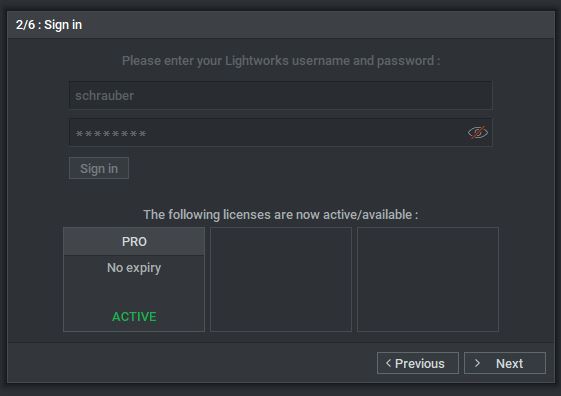 2/6 : Sign in
Please enter your Lightworks username and password :
schrauber
********
Sign in
The following licenses are now active/available :
PRO
No expiry
ACTIVE
< Previous
> Next